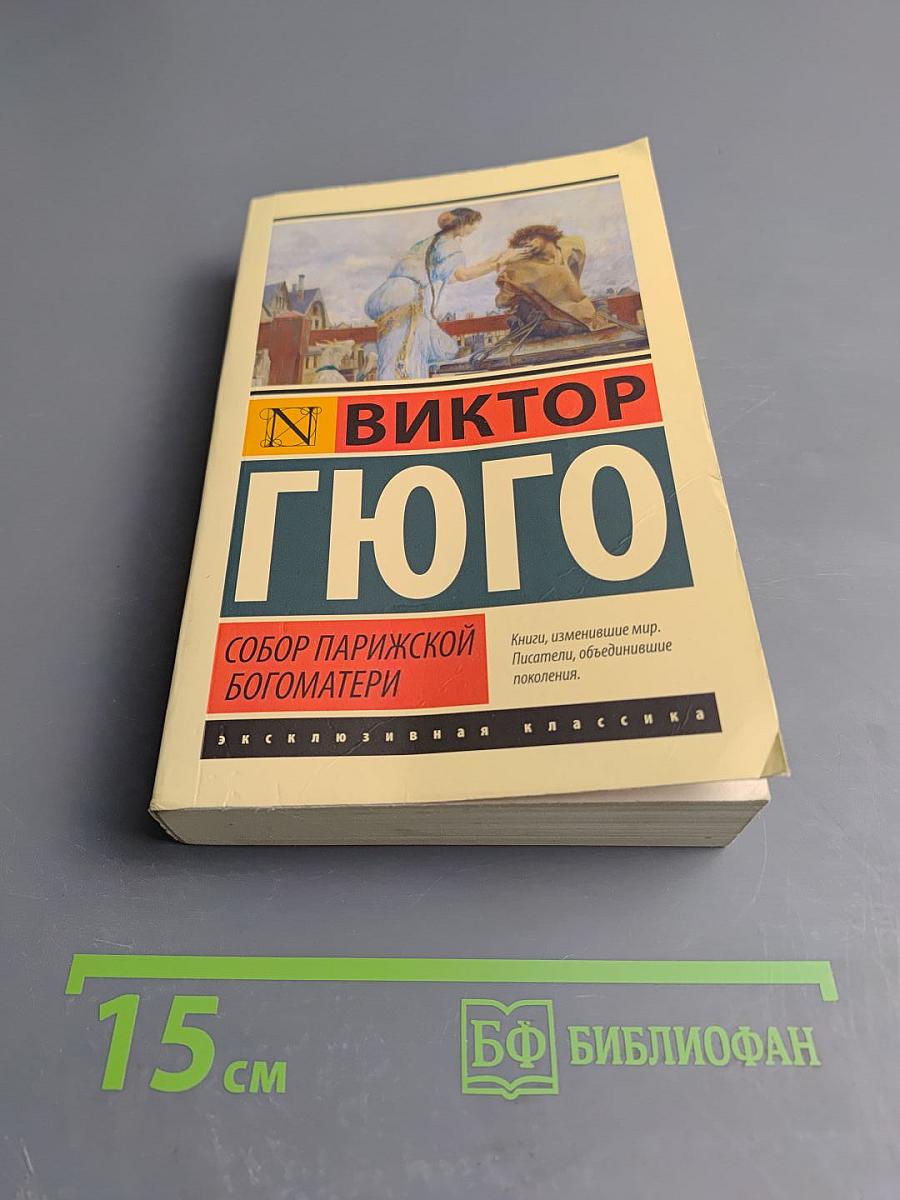 N ВИКТОР
ГЮГО
СОБОР ПАРИЖСКОЙ
БОГОМАТЕРИ
Книги, изменившие мир.
Писатели, объединившие
поколения.
эксклюзивная классика
15 см
БФ БИБЛИОФАН